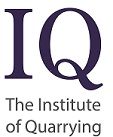 IQ
The Institute
of Quarrying